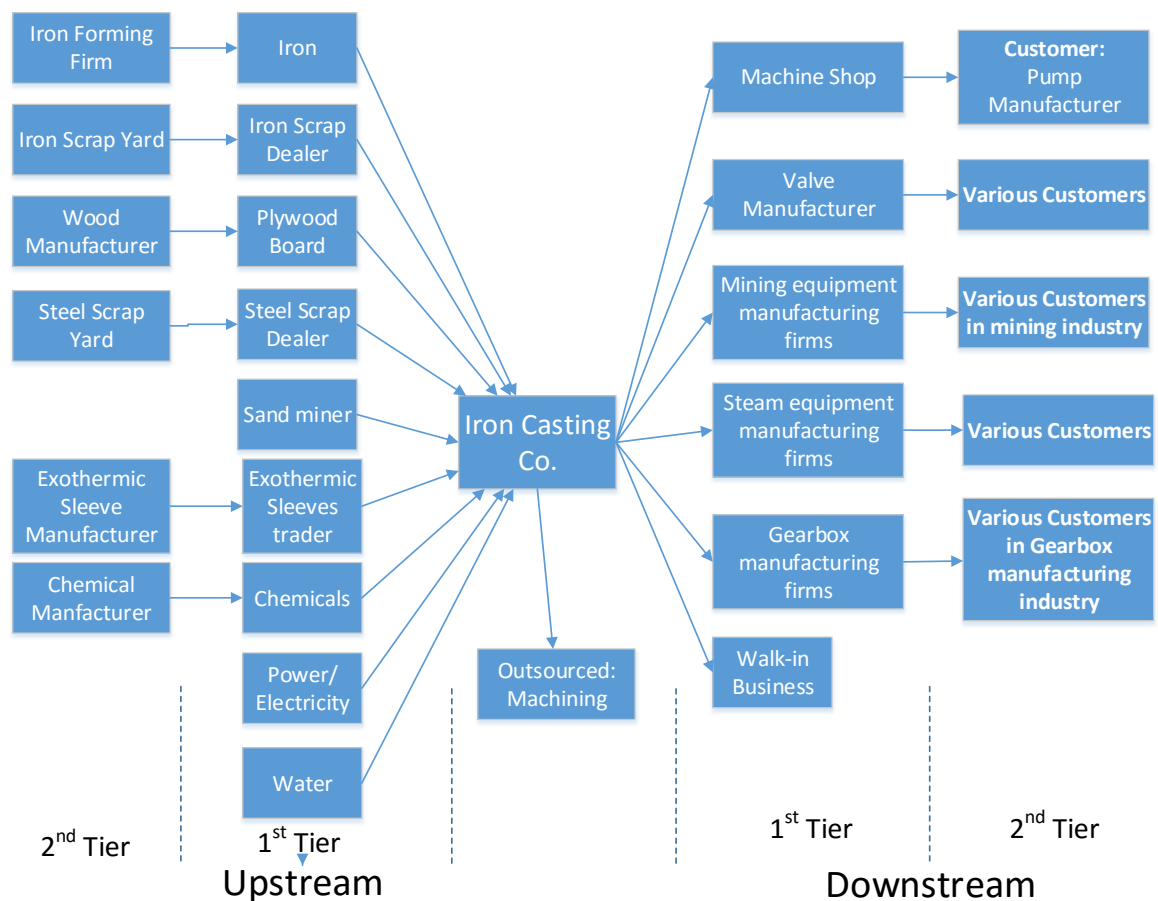 Iron Forming
Firm
Iron
Iron Scrap Yard
Iron Scrap
Dealer
Wood
Manufacturer
Plywood
Board
Steel Scrap
Yard
Steel Scrap
Dealer
Sand miner
Exothermic
Sleeve
Manufacturer
Exothermic
Sleeves
trader
Chemical
Manfacturer
Chemicals
Power/
Electricity
Water
Iron Casting
Co.
Outsourced:
Machining
Machine Shop
Customer:
Pump
Manufacturer
Valve
Manufacturer
Various Customers
Mining equipment
manufacturing
firms
Various Customers
in mining industry
Steam equipment
manufacturing
firms
Various Customers
Gearbox
manufacturing
firms
Various Customers
in Gearbox
manufacturing
industry
Walk-in
Business
2nd Tier
1st Tier
1st Tier
2nd Tier
Upstream
Downstream